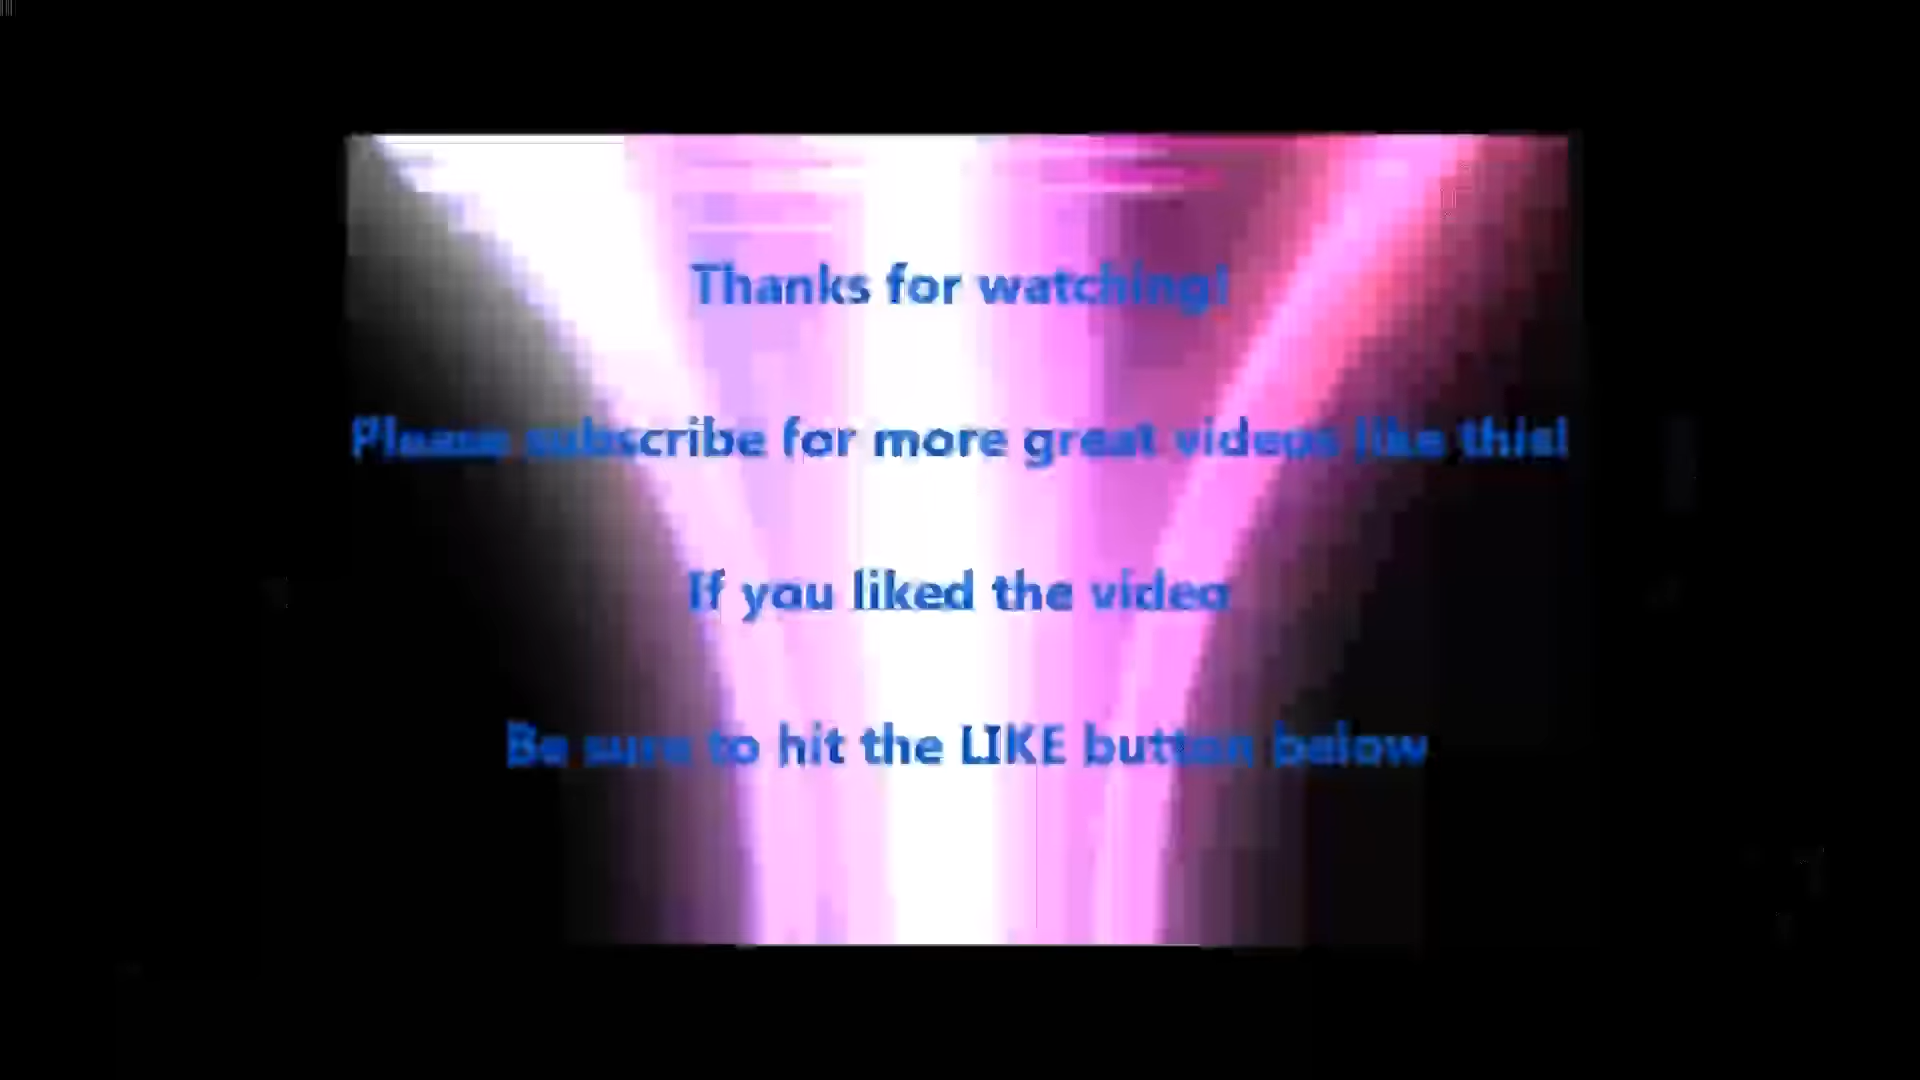 Thanks for watching!
Please subscribe for more great videos like this!
If you liked the video
Be sure to hit the LIKE button below